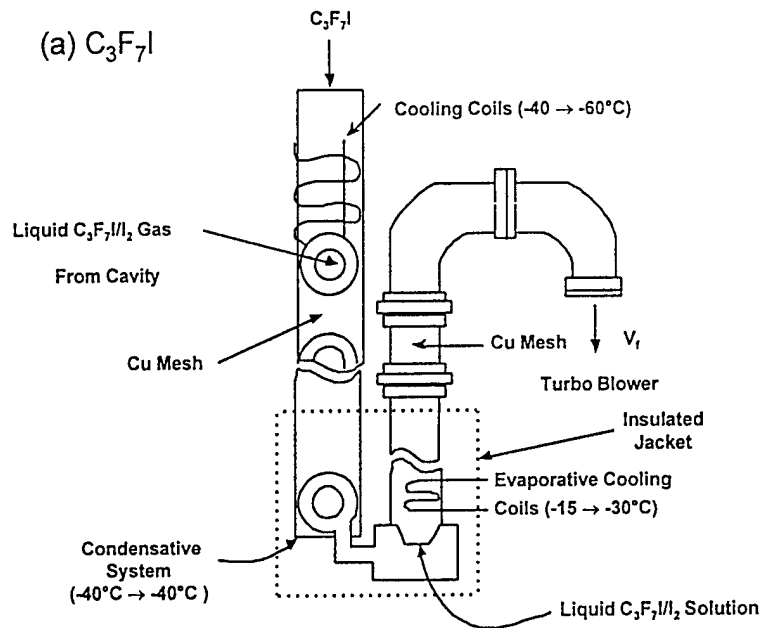 C₃F₇I
(a) C₃F₇I
Cooling Coils (-40 → -60°C)
Liquid C₃F₇I/I₂ Gas
From Cavity
Cu Mesh
Cu Mesh
V_f
Turbo Blower
Insulated
Jacket
Evaporative Cooling
Coils (-15 → -30°C)
Condensative
System
(-40°C → -40°C )
Liquid C₃F₇I/I₂ Solution